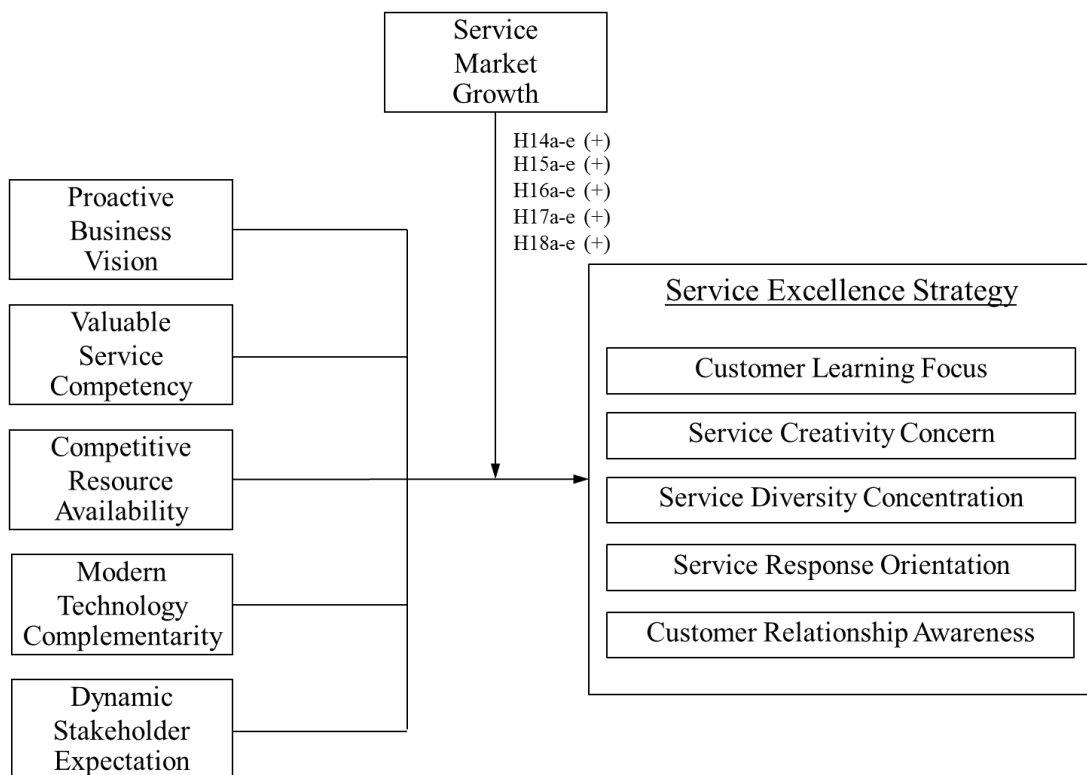 Service
Market
Growth
H14a-e (+)
H15a-e (+)
H16a-e (+)
H17a-e (+)
H18a-e (+)
Proactive
Business
Vision
Valuable
Service
Competency
Competitive
Resource
Availability
Modern
Technology
Complementarity
Dynamic
Stakeholder
Expectation
Service Excellence Strategy
Customer Learning Focus
Service Creativity Concern
Service Diversity Concentration
Service Response Orientation
Customer Relationship Awareness